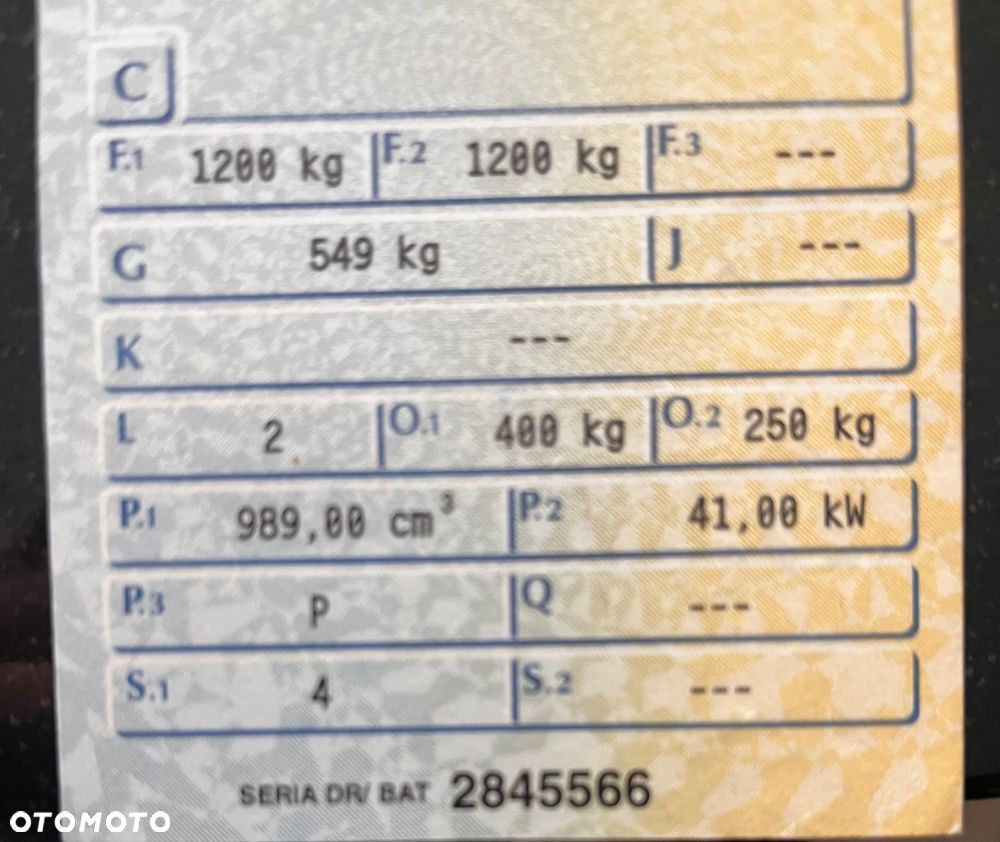 C
F.1 1200 kg F.2 1200 kg F.3 ---
G 549 kg J ---
K ---
L 2 O.1 400 kg O.2 250 kg
P.1 989,00 cm³ P.2 41,00 kW
P.3 P Q ---
S.1 4 S.2 ---
SERIA DR/ BAT 2845566
OTOMOTO